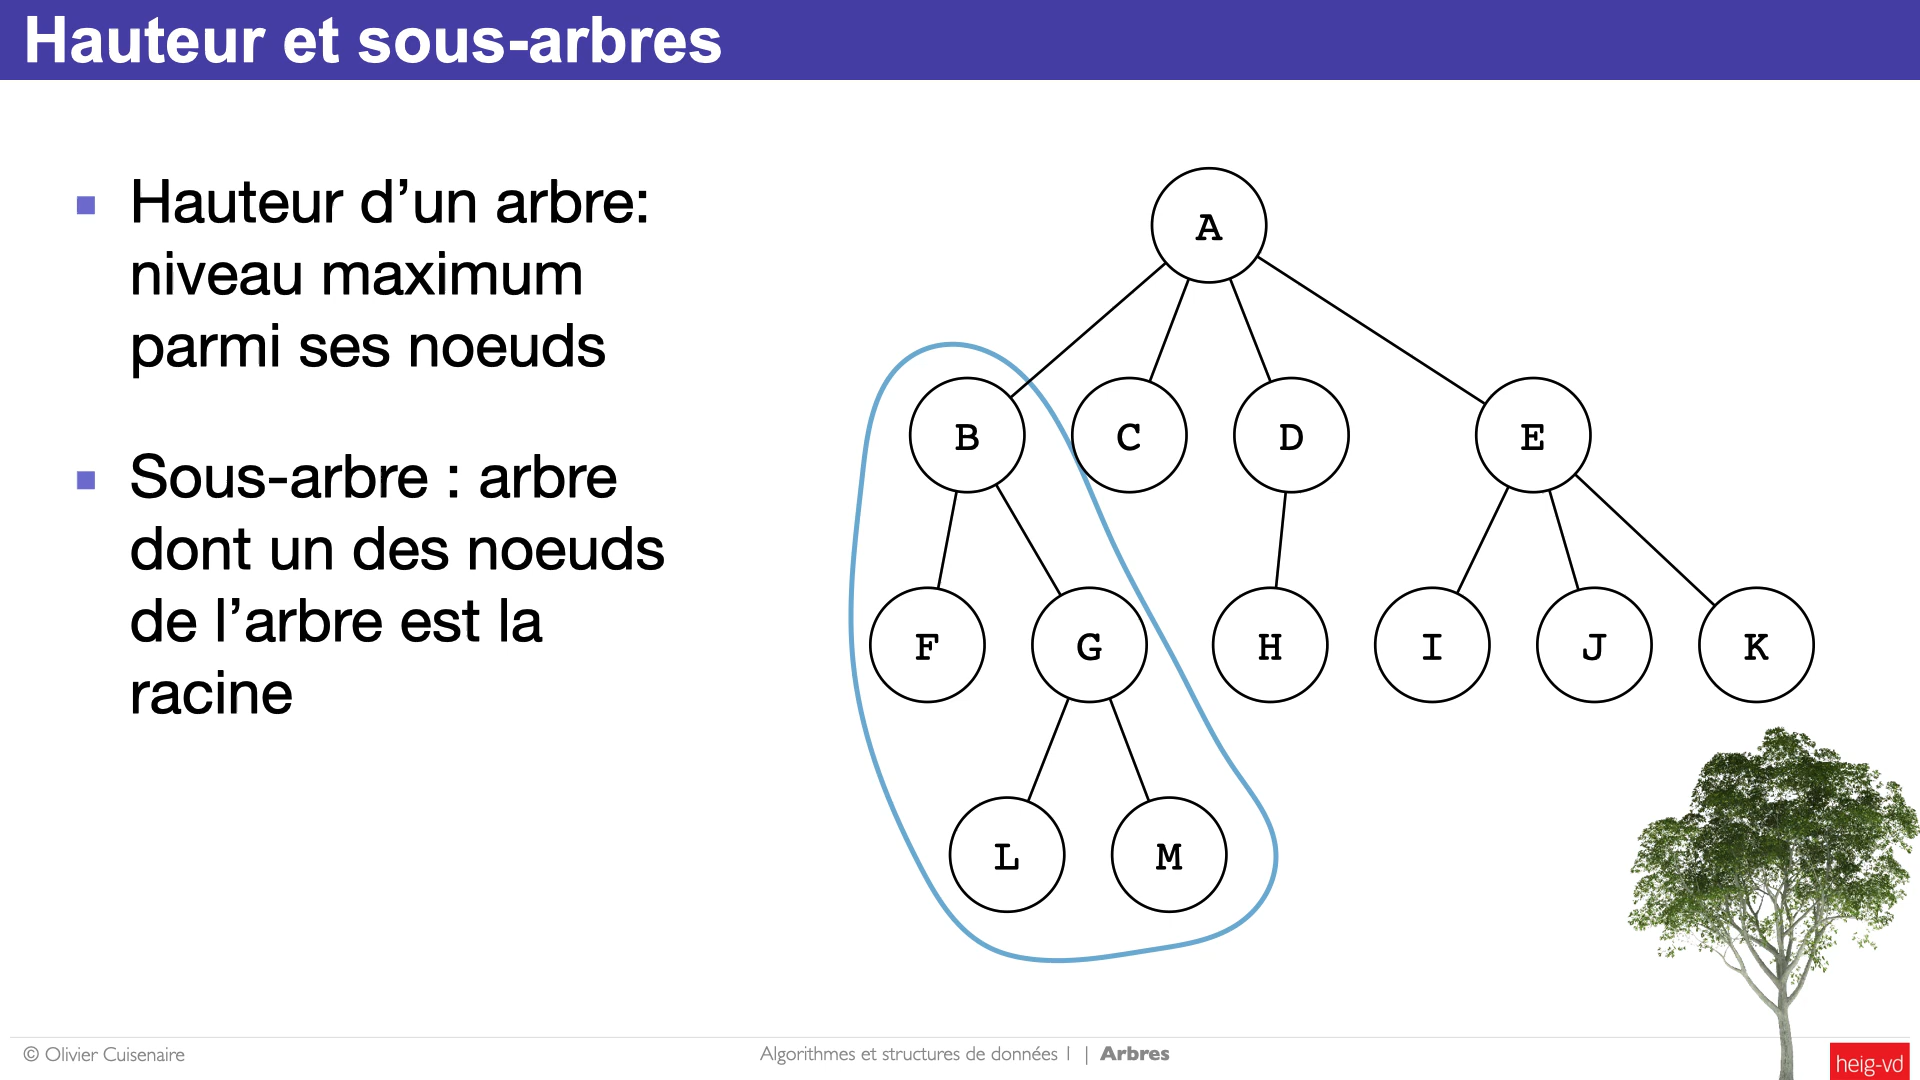 Hauteur et sous-arbres
Hauteur d’un arbre:
niveau maximum
parmi ses noeuds
Sous-arbre : arbre
dont un des noeuds
de l’arbre est la
racine
A
B C D E
F G H I J K
L M
© Olivier Cuisenaire
Algorithmes et structures de données 1 | Arbres
heig-vd